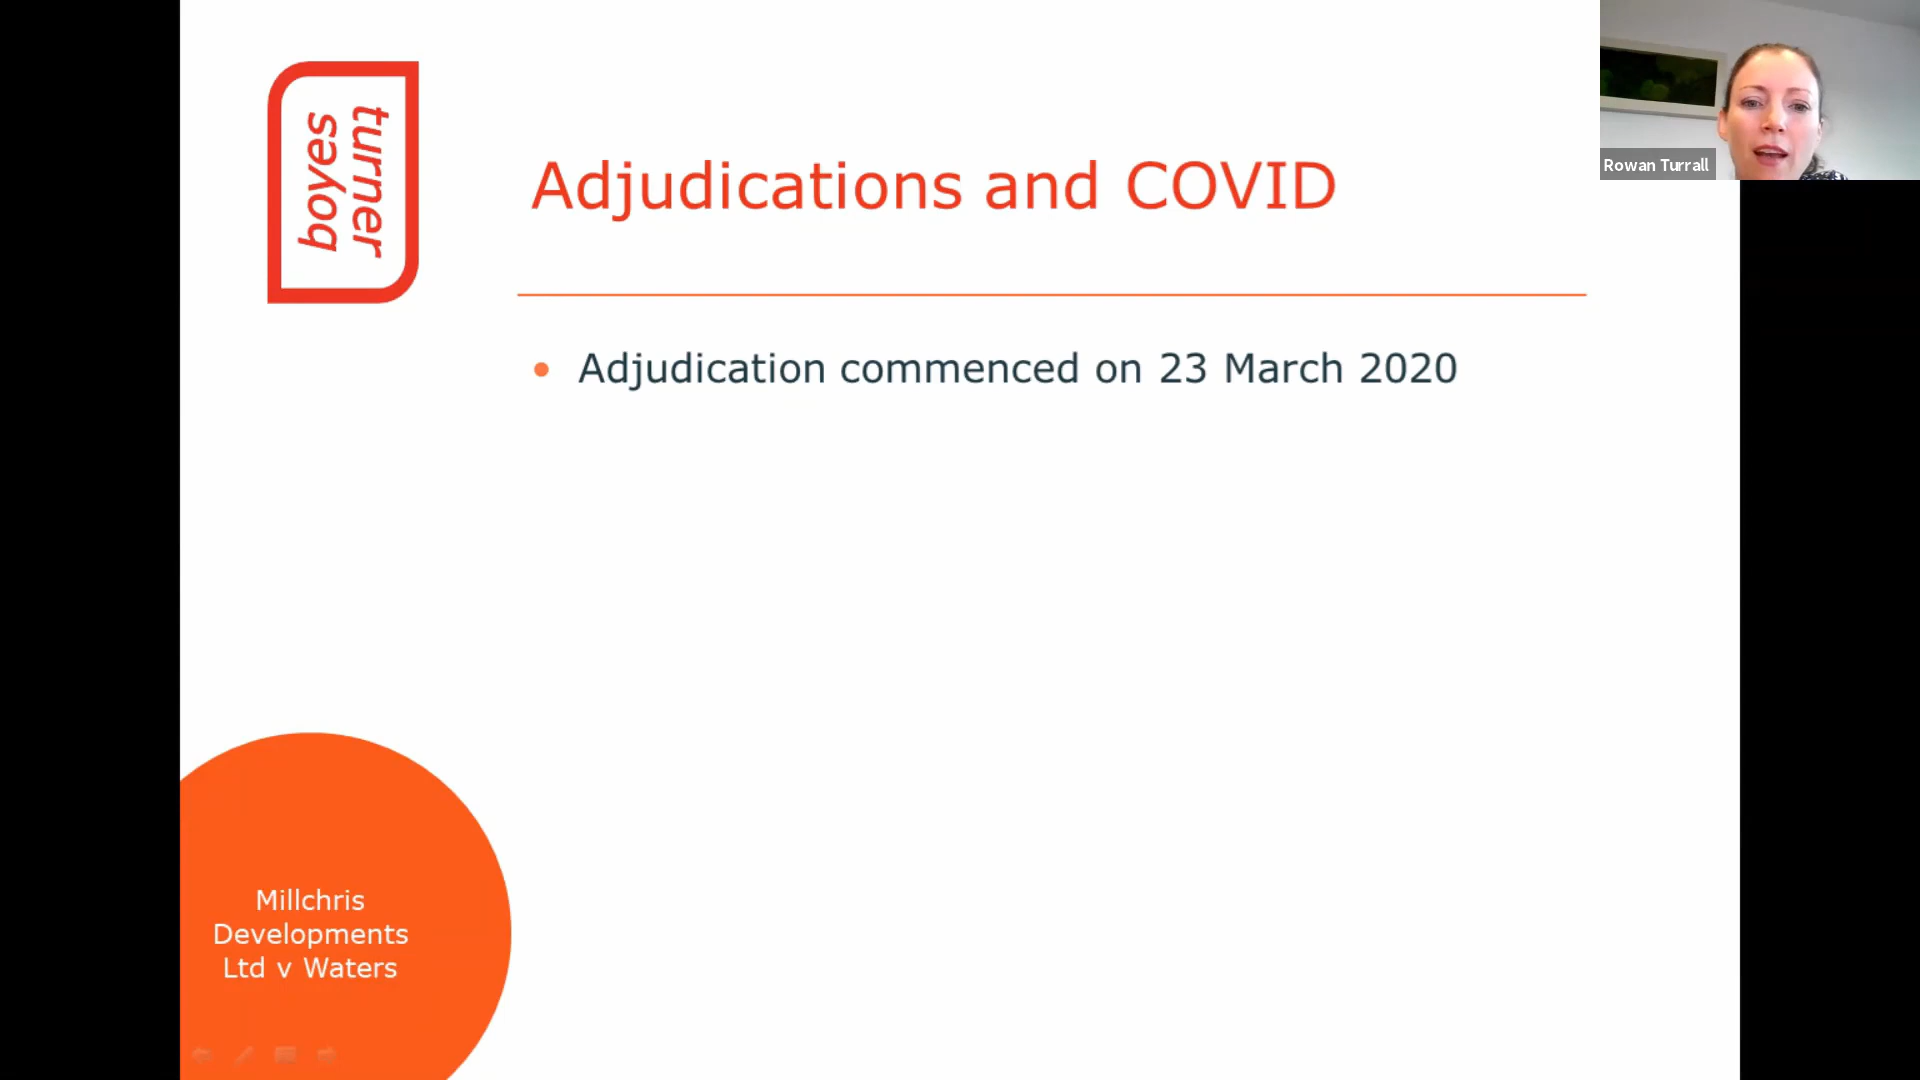 boyes
turner
Adjudications and COVID
Rowan Turrall
• Adjudication commenced on 23 March 2020
Millchris
Developments
Ltd v Waters